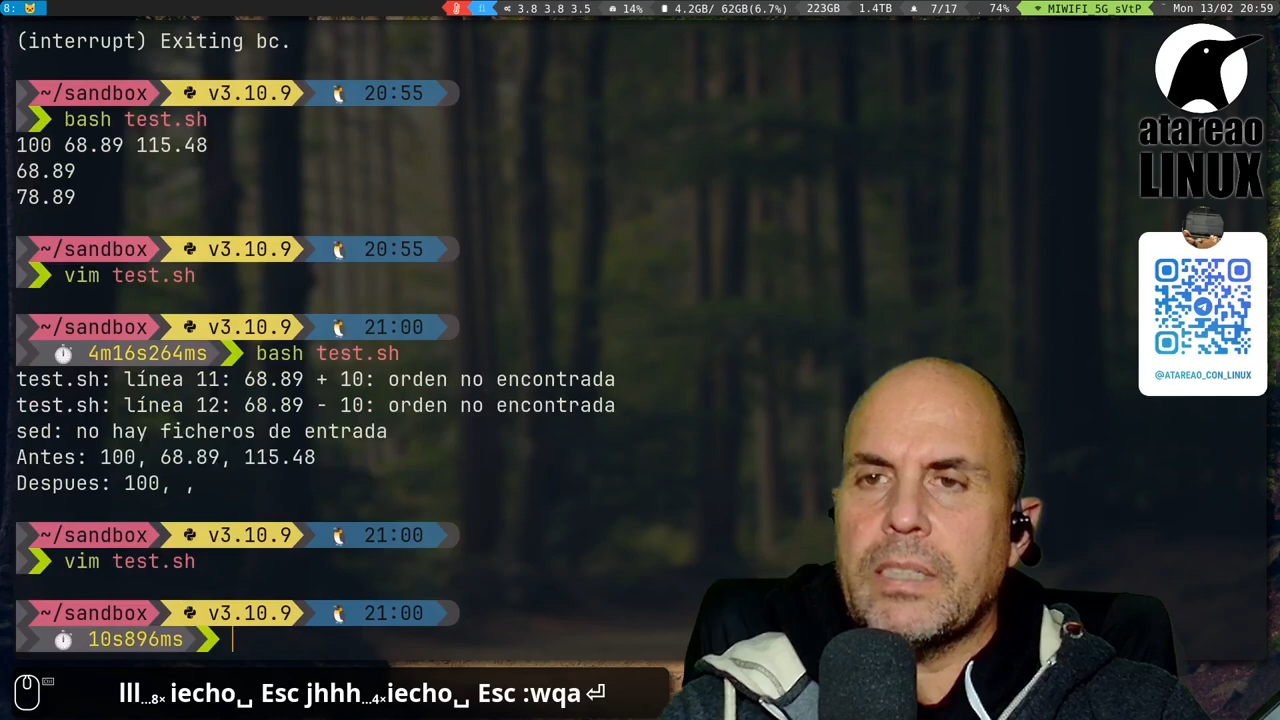 8:
3.8 3.8 3.5 14% 4.2GB/ 62GB(6.7%) 223GB 1.4TB 7/17 74% MIWIFI_5G_sVtP Mon 13/02 20:59
(interrupt) Exiting bc.
~/sandbox v3.10.9 20:55
bash test.sh
100 68.89 115.48
68.89
78.89
~/sandbox v3.10.9 20:55
vim test.sh
~/sandbox v3.10.9 21:00
4m16s264ms bash test.sh
test.sh: línea 11: 68.89 + 10: orden no encontrada
test.sh: línea 12: 68.89 - 10: orden no encontrada
sed: no hay ficheros de entrada
Antes: 100, 68.89, 115.48
Despues: 100, ,
~/sandbox v3.10.9 21:00
vim test.sh
~/sandbox v3.10.9 21:00
10s896ms
lll...8× iecho␣ Esc jhhh...4×iecho␣ Esc :wqa⏎
atareao
LINUX
@ATAREAO_CON_LINUX